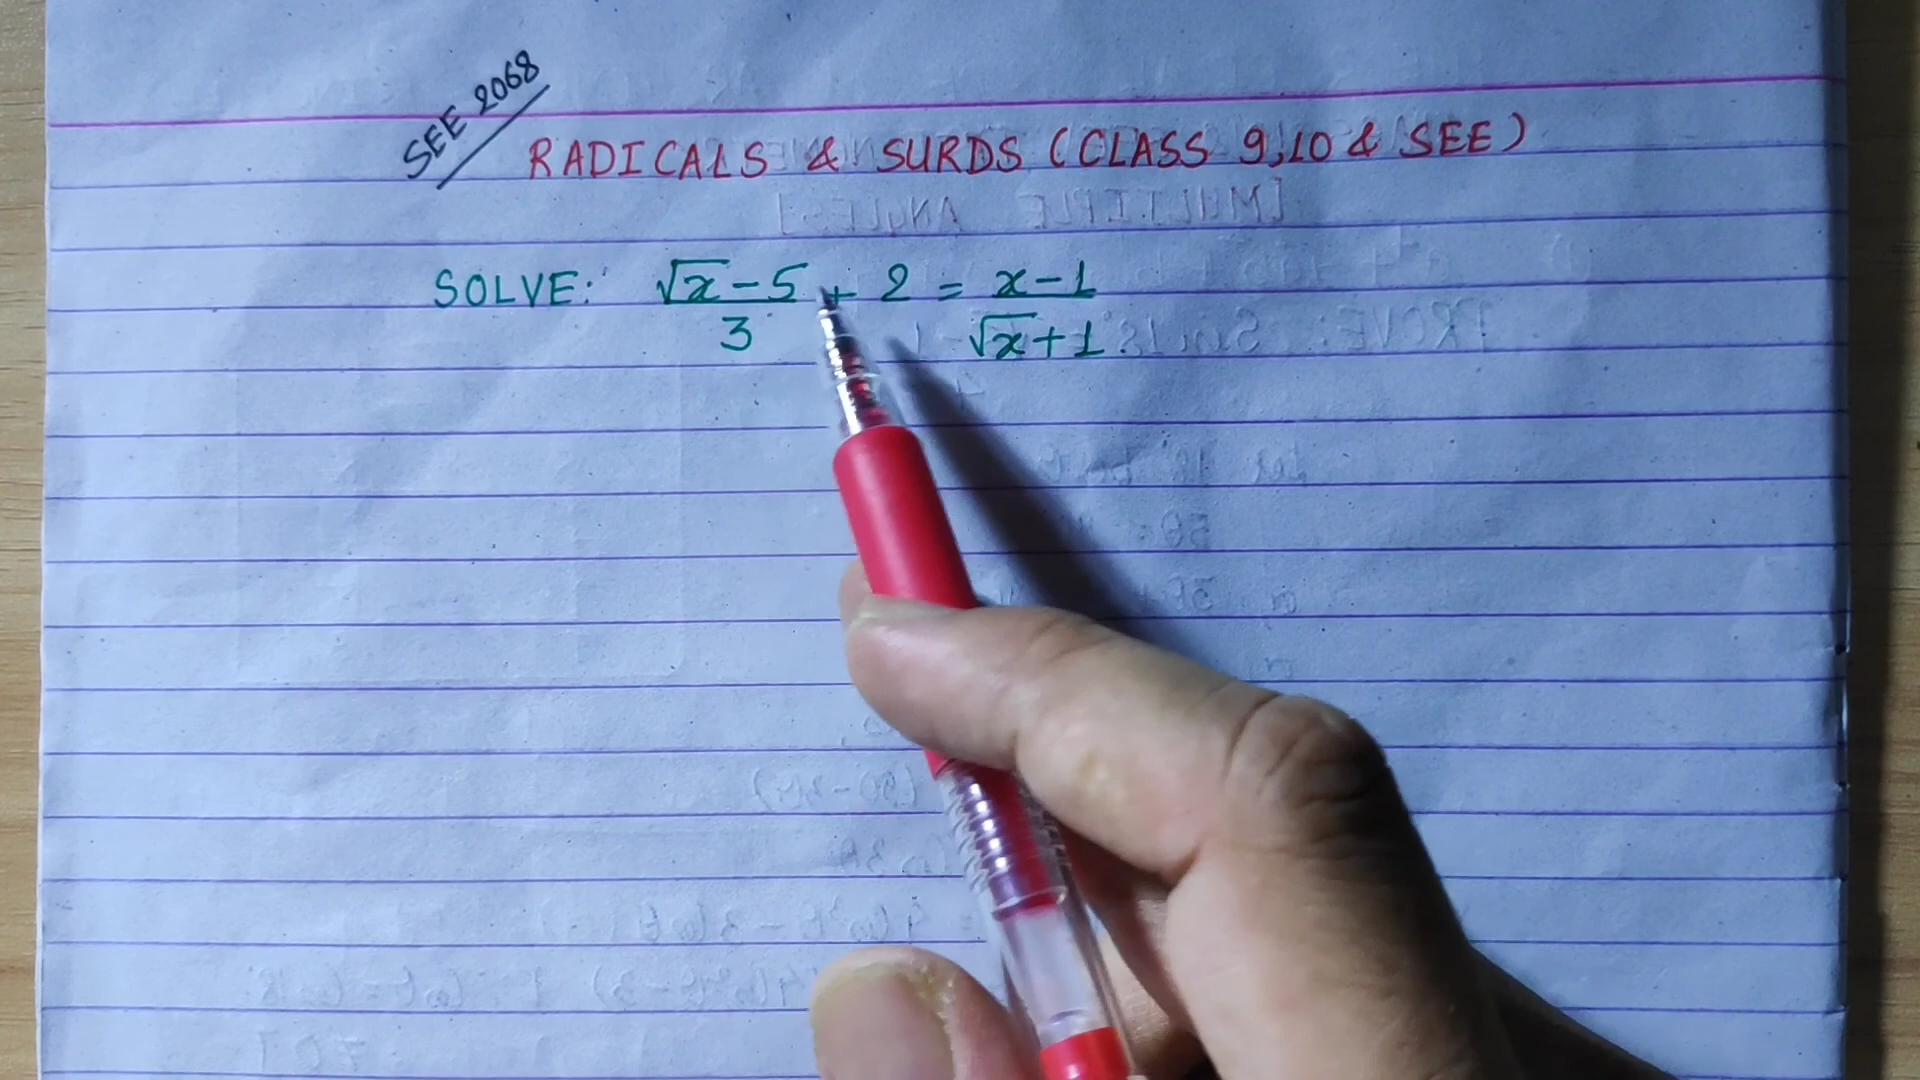 SEE 2068
RADICALS & SURDS (CLASS 9,10 & SEE)
SOLVE: √x - 5 + 2 = x - 1
3 √x + 1